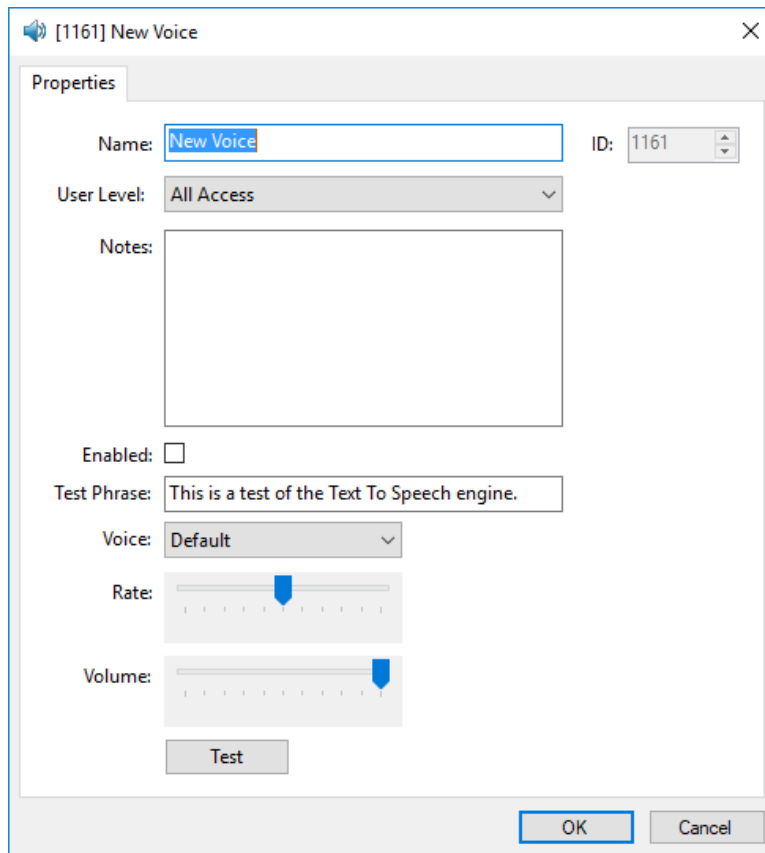 [1161] New Voice
Properties
Name: New Voice ID: 1161
User Level: All Access
Notes:
Enabled:
Test Phrase: This is a test of the Text To Speech engine.
Voice: Default
Rate:
Volume:
Test
OK Cancel